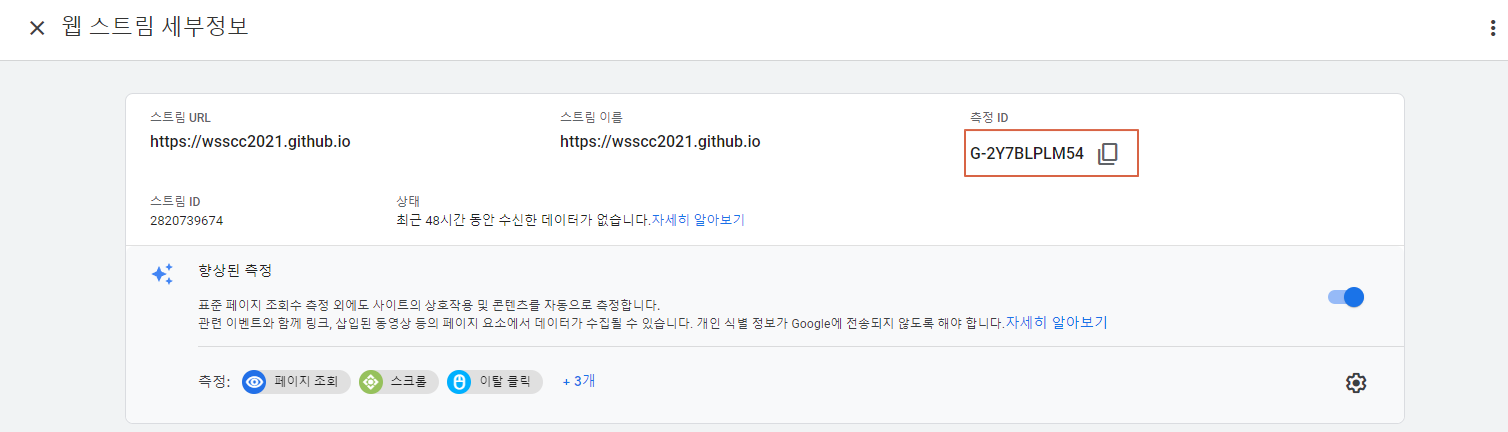 웹 스트림 세부정보
스트림 URL
스트림 이름
측정 ID
https://wsscc2021.github.io
https://wsscc2021.github.io
G-2Y7BLPLM54
스트림 ID
상태
2820739674
최근 48시간 동안 수신한 데이터가 없습니다.자세히 알아보기
향상된 측정
표준 페이지 조회수 측정 외에도 사이트의 상호작용 및 콘텐츠를 자동으로 측정합니다.
관련 이벤트와 함께 링크, 삽입된 동영상 등의 페이지 요소에서 데이터가 수집될 수 있습니다. 개인 식별 정보가 Google에 전송되지 않도록 해야 합니다.자세히 알아보기
측정: 페이지 조회 스크롤 이탈 클릭 + 3개